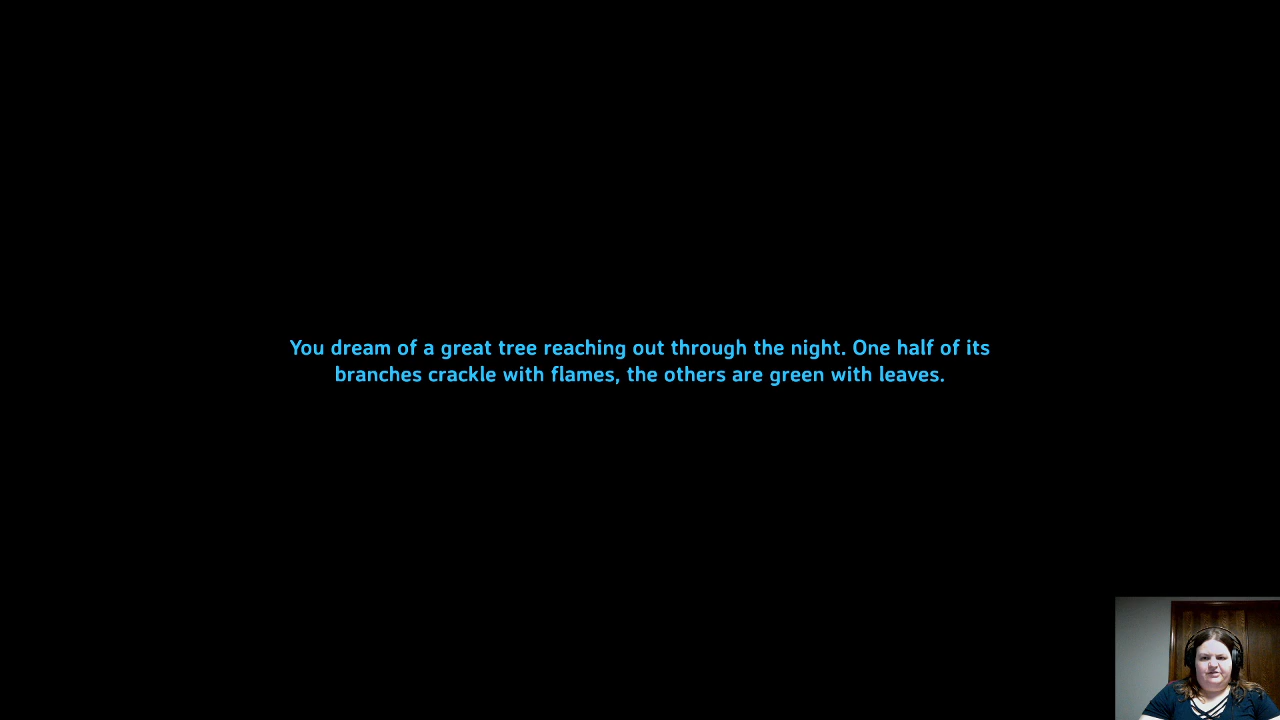 You dream of a great tree reaching out through the night. One half of its
branches crackle with flames, the others are green with leaves.